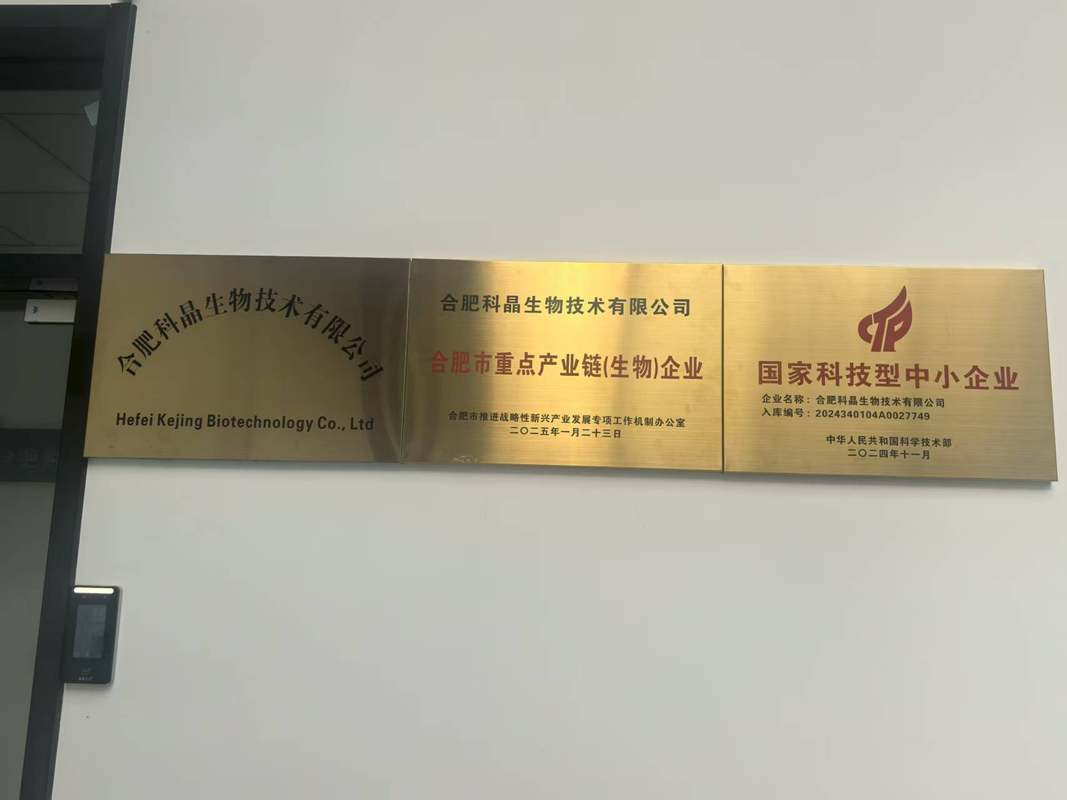 合肥科晶生物技术有限公司
Hefei Kejing Biotechnology Co., Ltd
合肥科晶生物技术有限公司
合肥市重点产业链(生物)企业
合肥市推进战略性新兴产业发展专项工作机制办公室
二〇二五年一月二十三日
国家科技型中小企业
企业名称：合肥科晶生物技术有限公司
入库编号：2024340104A0027749
中华人民共和国科学技术部
二〇二四年十一月